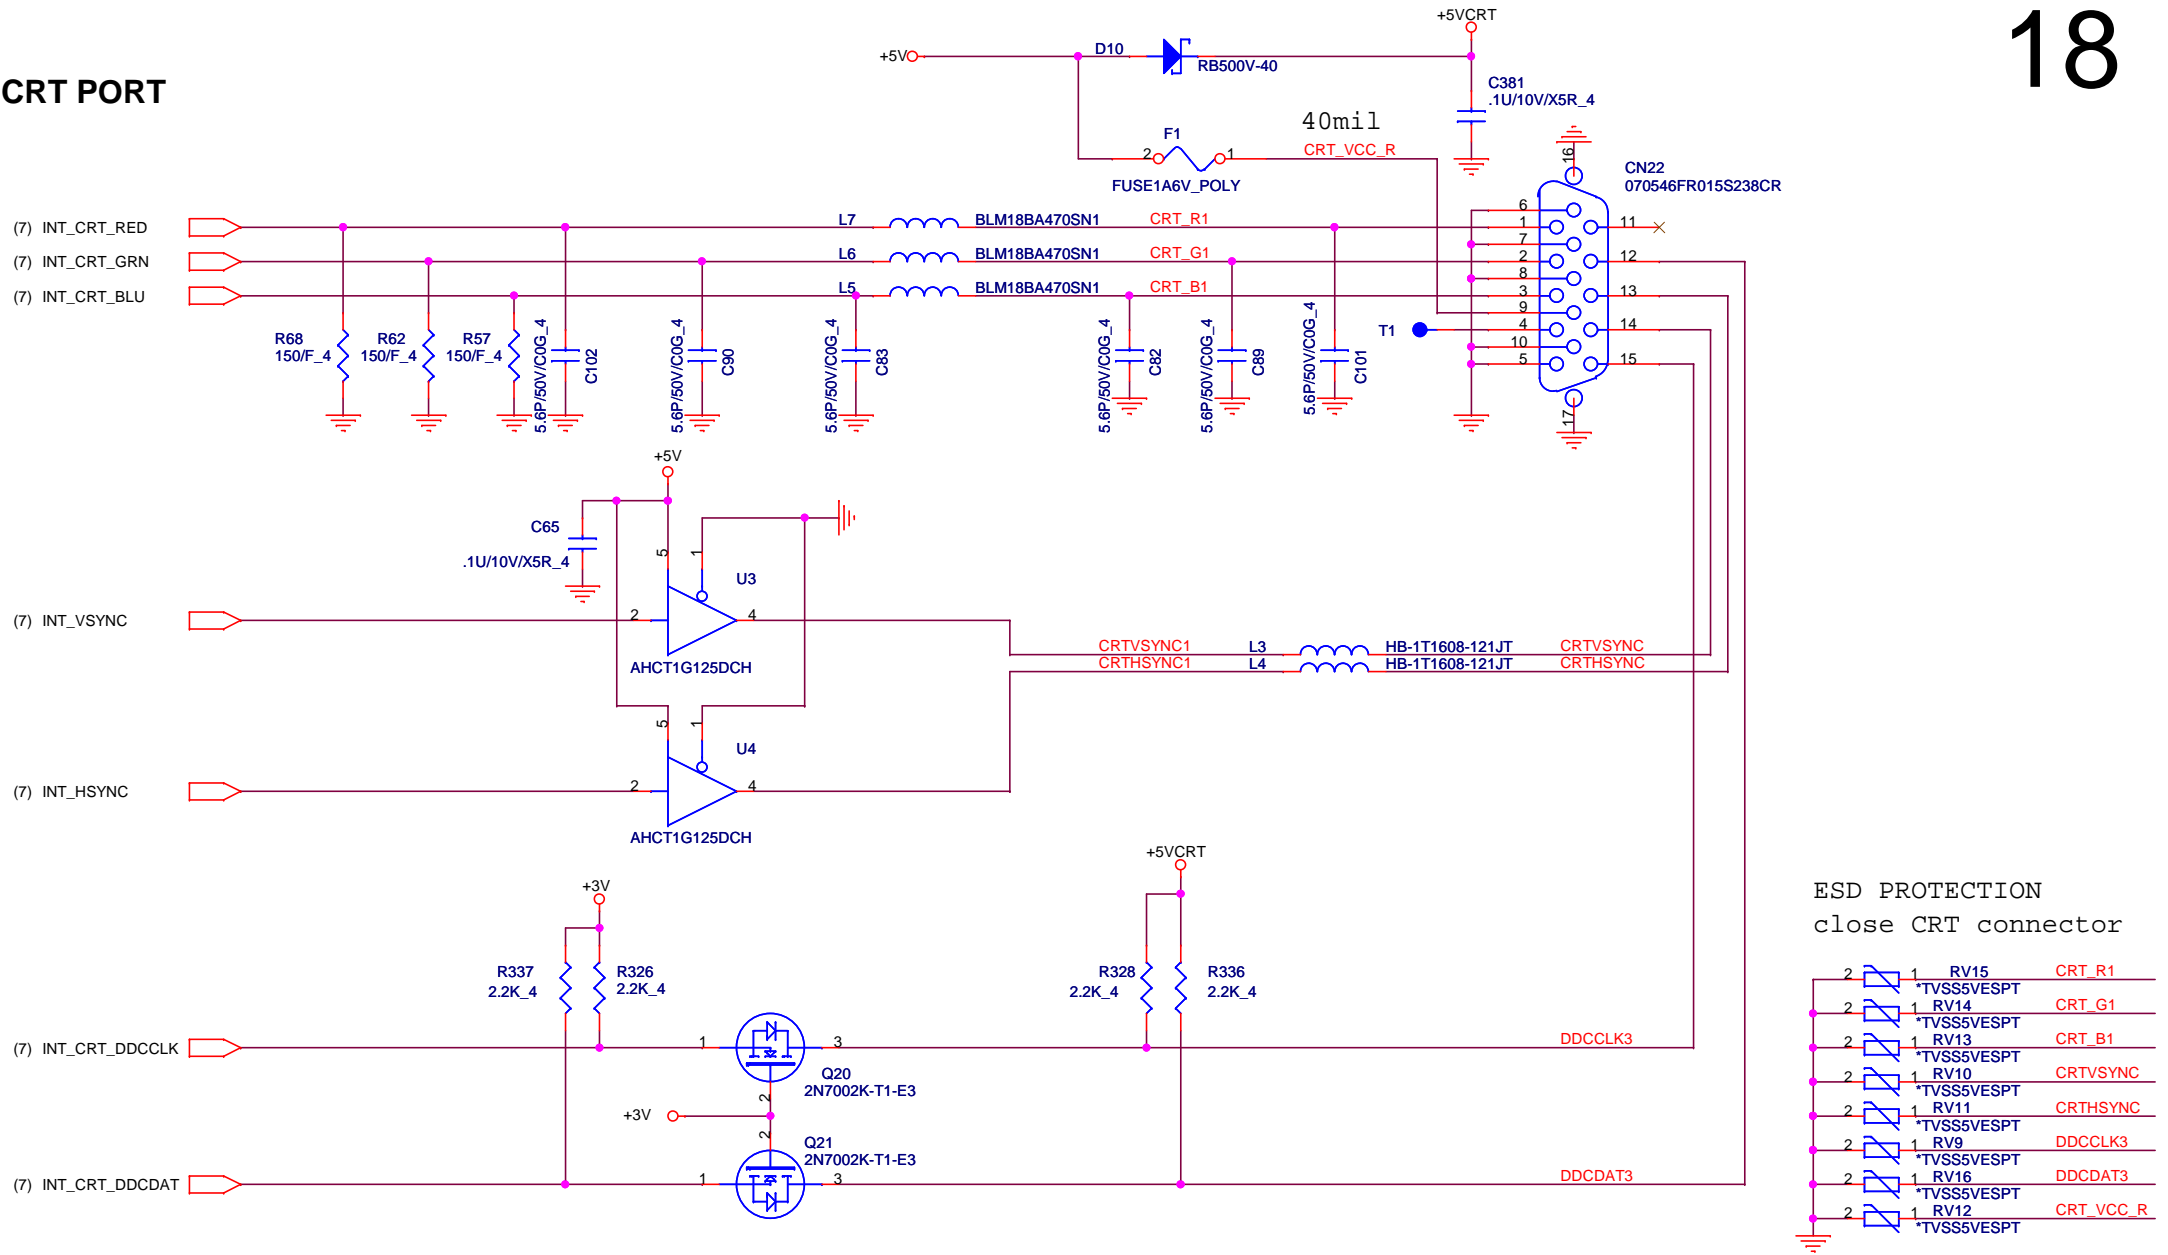 18
CRT PORT
+5VCRT
+5V
D10
RB500V-40
C381
.1U/10V/X5R_4
40mil
F1
2
1
CRT_VCC_R
FUSE1A6V_POLY
16
CN22
070546FR015S238CR
(7) INT_CRT_RED
L7
BLM18BA470SN1
CRT_R1
(7) INT_CRT_GRN
L6
BLM18BA470SN1
CRT_G1
(7) INT_CRT_BLU
L5
BLM18BA470SN1
CRT_B1
6
1
7
2
8
3
9
4
10
5
11
12
13
14
15
17
T1
R68
150/F_4
R62
150/F_4
R57
150/F_4
5.6P/50V/C0G_4
C102
5.6P/50V/C0G_4
C90
5.6P/50V/C0G_4
C83
5.6P/50V/C0G_4
C82
5.6P/50V/C0G_4
C89
5.6P/50V/C0G_4
C101
+5V
C65
.1U/10V/X5R_4
5
1
U3
(7) INT_VSYNC
2
4
AHCT1G125DCH
CRTVSYNC1
L3
HB-1T1608-121JT
CRTVSYNC
CRTHSYNC1
L4
HB-1T1608-121JT
CRTHSYNC
5
1
U4
(7) INT_HSYNC
2
4
AHCT1G125DCH
+3V
+5VCRT
R337
2.2K_4
R326
2.2K_4
R328
2.2K_4
R336
2.2K_4
(7) INT_CRT_DDCCLK
1
3
DDCCLK3
Q20
2N7002K-T1-E3
2
+3V
2
Q21
2N7002K-T1-E3
(7) INT_CRT_DDCDAT
1
3
DDCDAT3
ESD PROTECTION
close CRT connector
2 1 RV15 CRT_R1
*TVSS5VESPT
2 1 RV14 CRT_G1
*TVSS5VESPT
2 1 RV13 CRT_B1
*TVSS5VESPT
2 1 RV10 CRTVSYNC
*TVSS5VESPT
2 1 RV11 CRTHSYNC
*TVSS5VESPT
2 1 RV9 DDCCLK3
*TVSS5VESPT
2 1 RV16 DDCDAT3
*TVSS5VESPT
2 1 RV12 CRT_VCC_R
*TVSS5VESPT